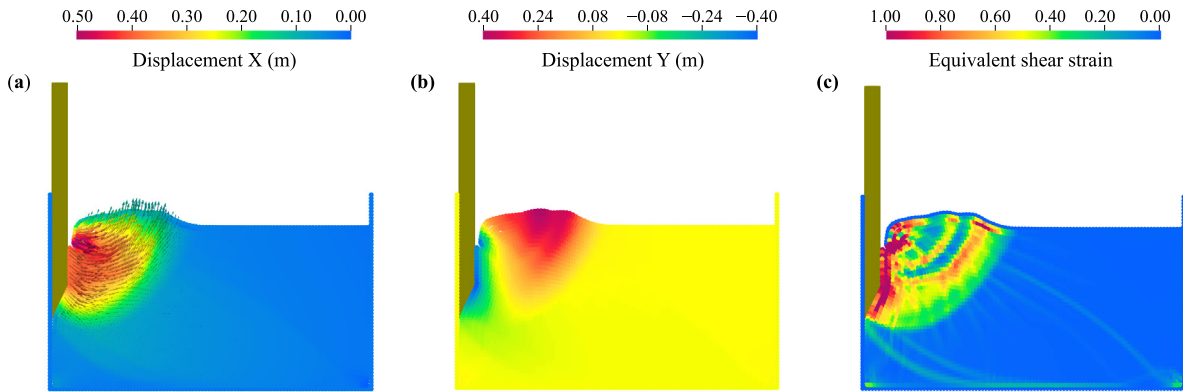 0.50 0.40 0.30 0.20 0.10 0.00
Displacement X (m)
(a)
0.40 0.24 0.08 −0.08 −0.24 −0.40
Displacement Y (m)
(b)
1.00 0.80 0.60 0.40 0.20 0.00
Equivalent shear strain
(c)